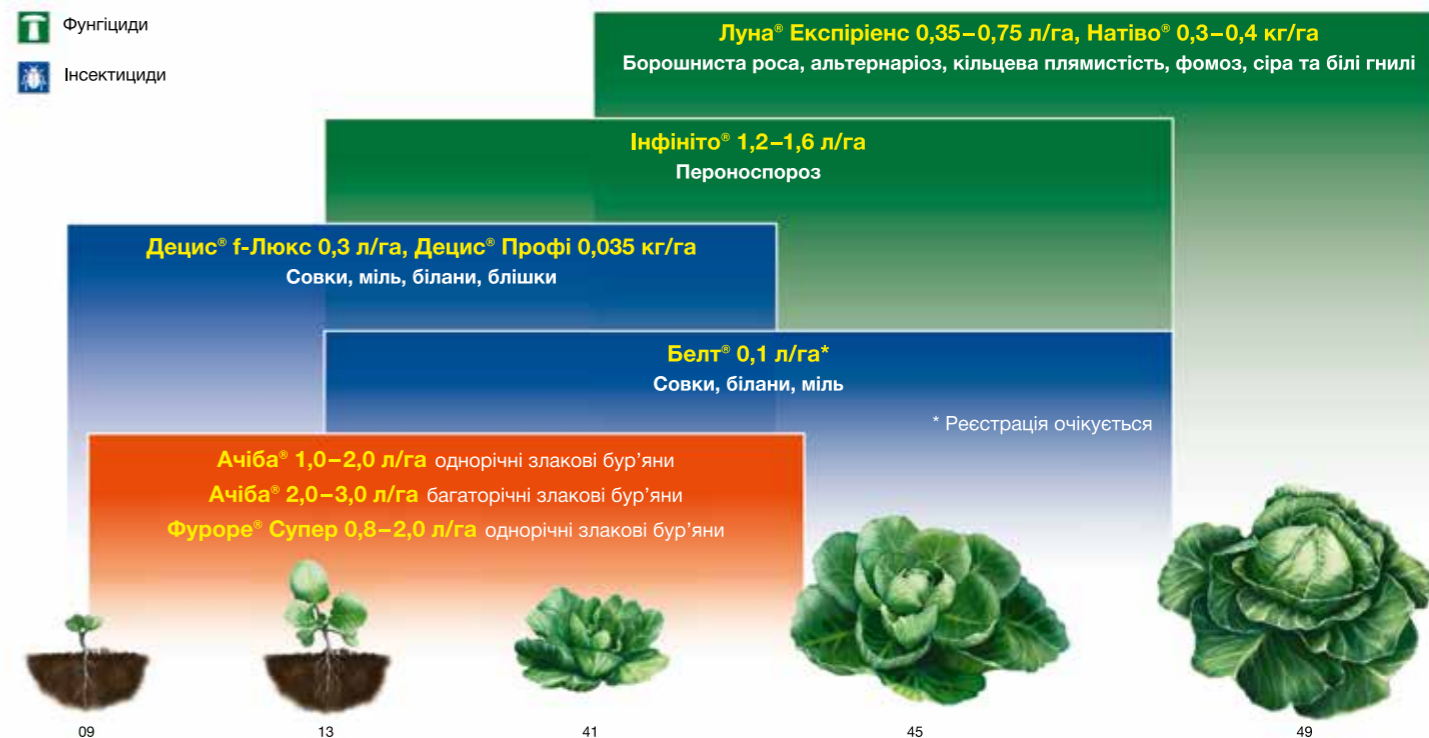 Фунгіциди
Інсектициди
Луна® Експіріенс 0,35–0,75 л/га, Натіво® 0,3–0,4 кг/га
Борошниста роса, альтернаріоз, кільцева плямистість, фомоз, сіра та білі гнилі
Інфініто® 1,2–1,6 л/га
Пероноспороз
Децис® f-Люкс 0,3 л/га, Децис® Профі 0,035 кг/га
Совки, міль, білани, блішки
Белт® 0,1 л/га*
Совки, білани, міль
* Реєстрація очікується
Ачіба® 1,0–2,0 л/га однорічні злакові бур’яни
Ачіба® 2,0–3,0 л/га багаторічні злакові бур’яни
Фуроре® Супер 0,8–2,0 л/га однорічні злакові бур’яни
09 13 41 45 49